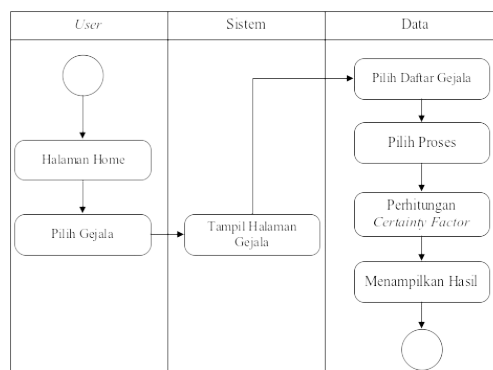 User
Sistem
Data
Halaman Home
Pilih Gejala
Tampil Halaman
Gejala
Pilih Daftar Gejala
Pilih Proses
Perhitungan
Certainty Factor
Menampilkan Hasil